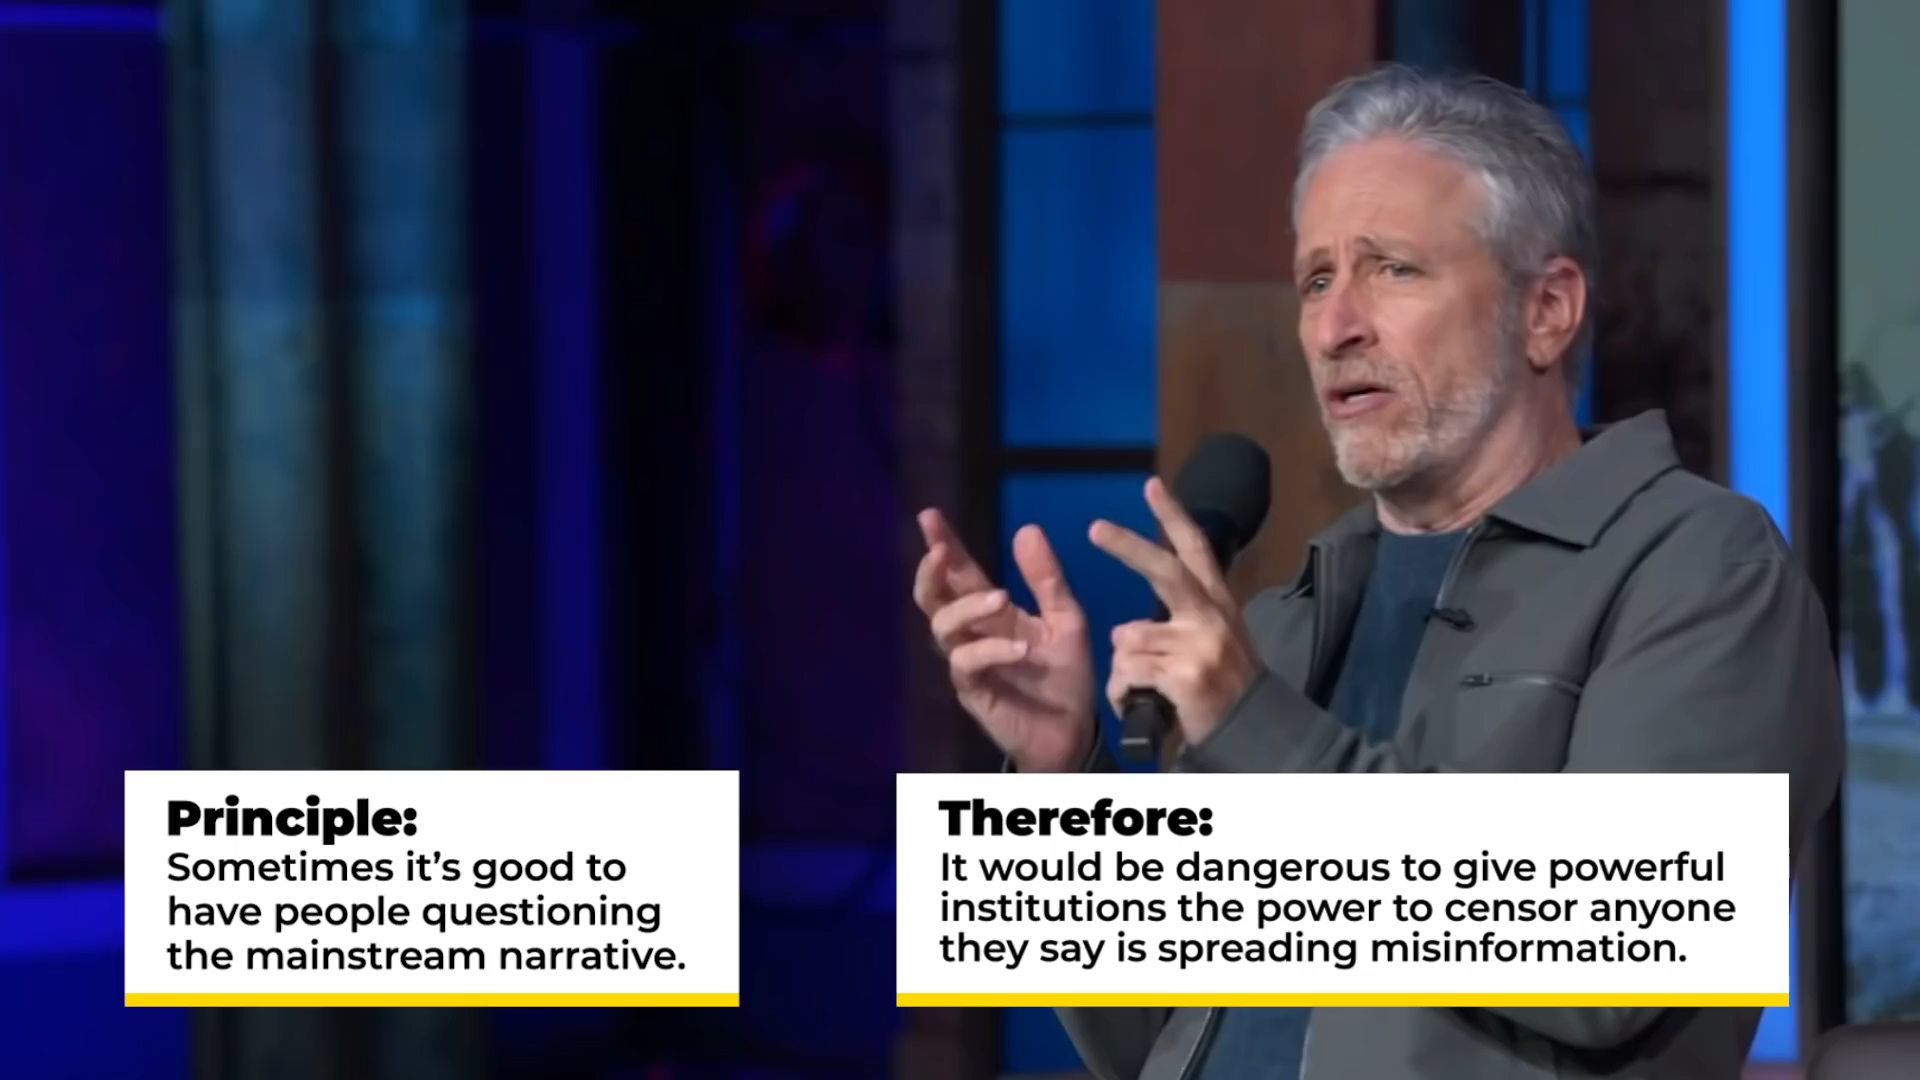 Principle:
Sometimes it’s good to
have people questioning
the mainstream narrative.
Therefore:
It would be dangerous to give powerful
institutions the power to censor anyone
they say is spreading misinformation.